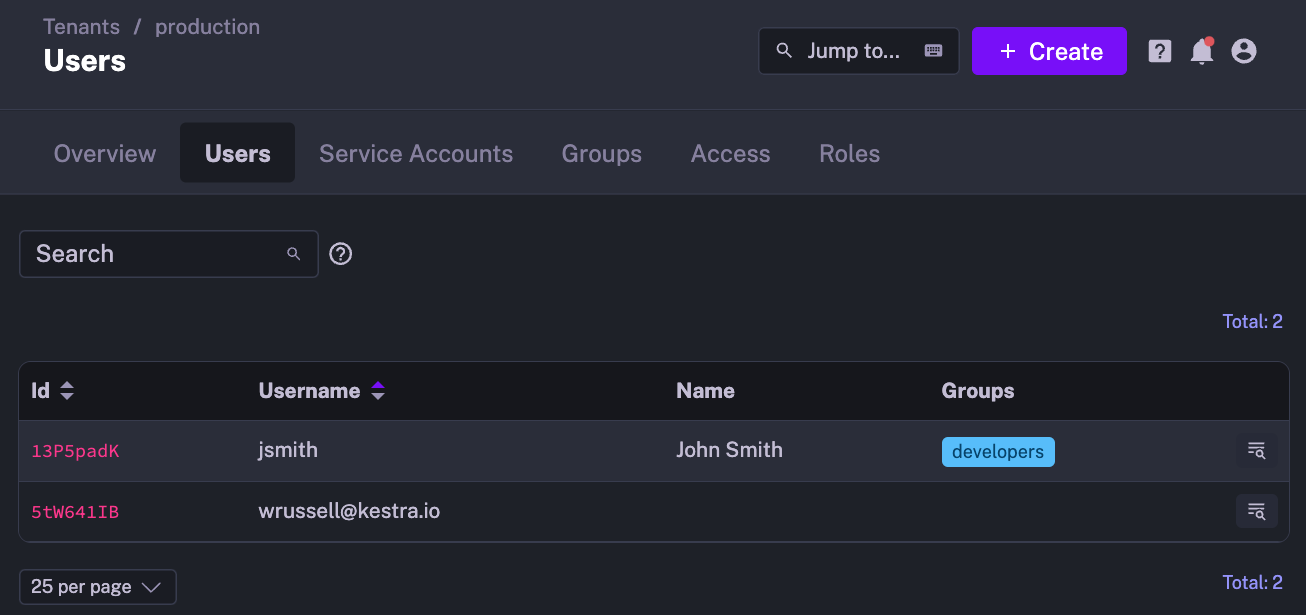 Tenants / production
Users
Jump to...
Create
Overview Users Service Accounts Groups Access Roles
Search
Total: 2
Id Username Name Groups
13P5padK jsmith John Smith developers
5tW641IB wrussell@kestra.io
25 per page
Total: 2